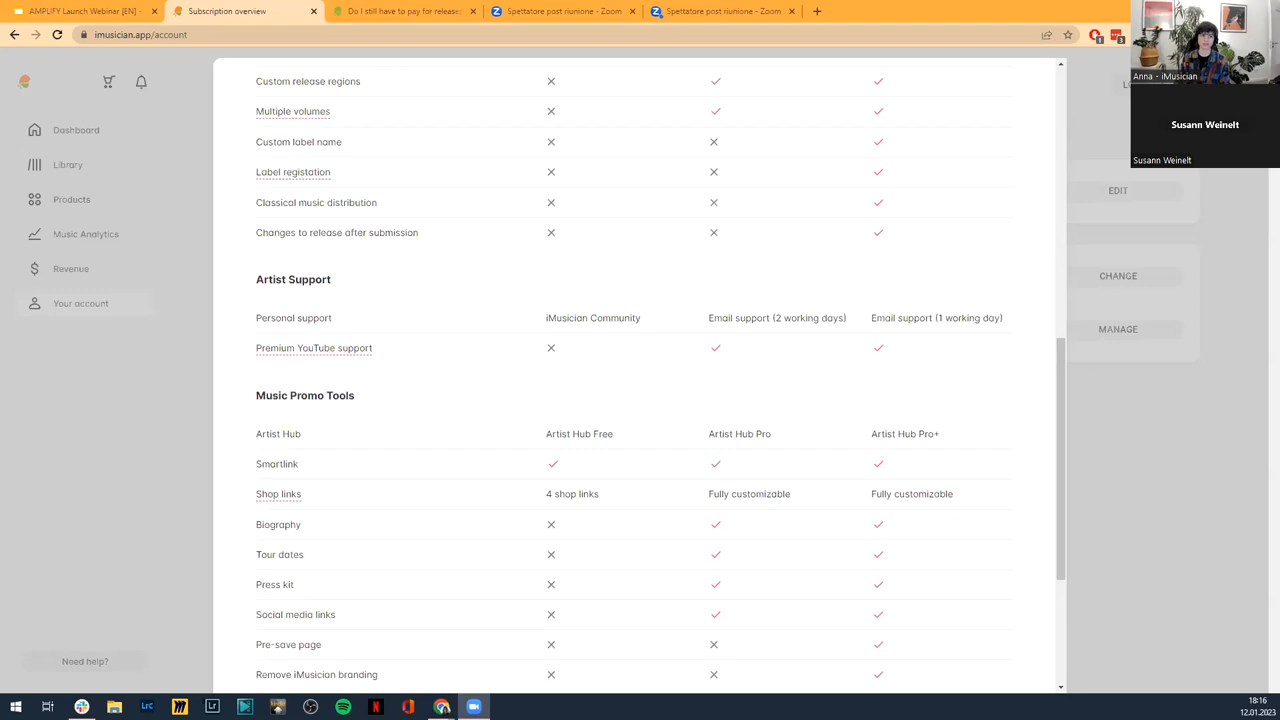 AMPLIFY Launch Webinar [EN] -
Subscription overview
Do I still have to pay for release
Spettatore post riunione - Zoom
Spettatore post riunione - Zoom
imusician.app/account
1
3
Anna - iMusician
Susann Weinelt
Susann Weinelt
Dashboard
Library
Products
Music Analytics
Revenue
Your account
Need help?
Custom release regions
Multiple volumes
Custom label name
Label registation
Classical music distribution
Changes to release after submission
Artist Support
Personal support iMusician Community Email support (2 working days) Email support (1 working day)
Premium YouTube support
Music Promo Tools
Artist Hub Artist Hub Free Artist Hub Pro Artist Hub Pro+
Smartlink
Shop links 4 shop links Fully customizable Fully customizable
Biography
Tour dates
Press kit
Social media links
Pre-save page
Remove iMusician branding
EDIT
CHANGE
MANAGE
Lrc
Lr
18:16
12.01.2023